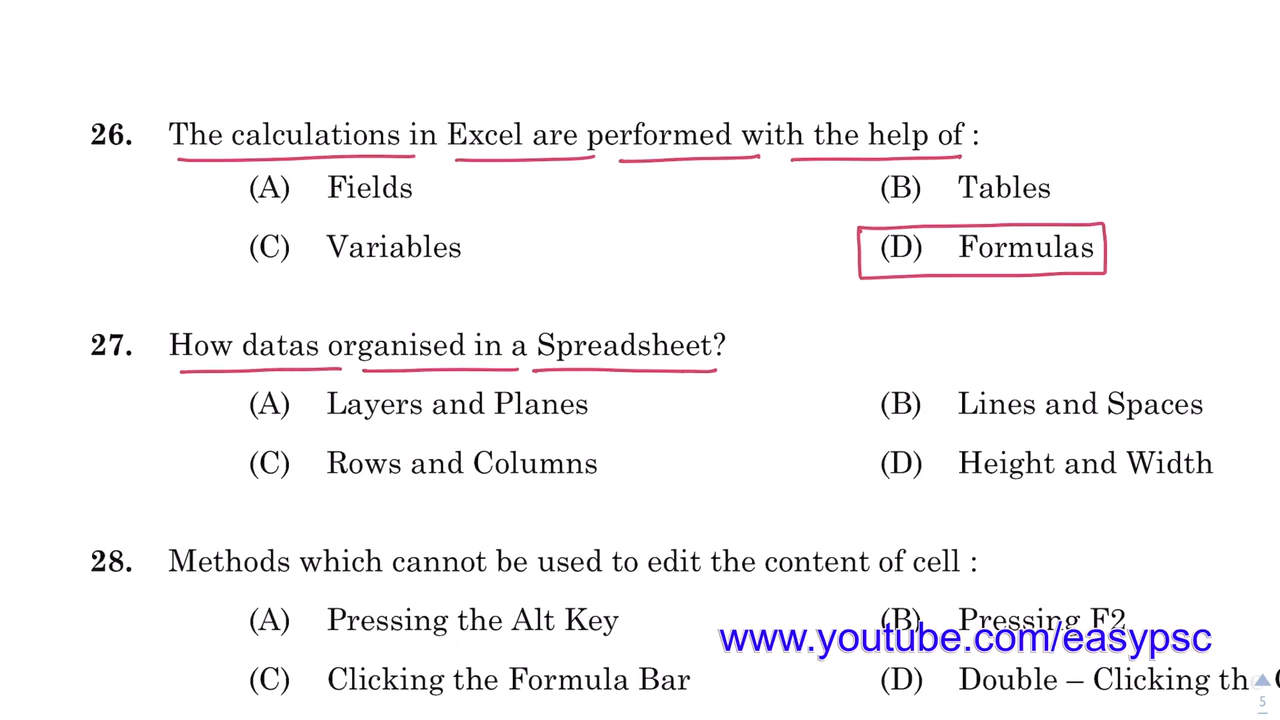 26. The calculations in Excel are performed with the help of :
(A) Fields (B) Tables
(C) Variables (D) Formulas
27. How datas organised in a Spreadsheet?
(A) Layers and Planes (B) Lines and Spaces
(C) Rows and Columns (D) Height and Width
28. Methods which cannot be used to edit the content of cell :
(A) Pressing the Alt Key (B) Pressing F2
www.youtube.com/easypsc
(C) Clicking the Formula Bar (D) Double – Clicking the
5